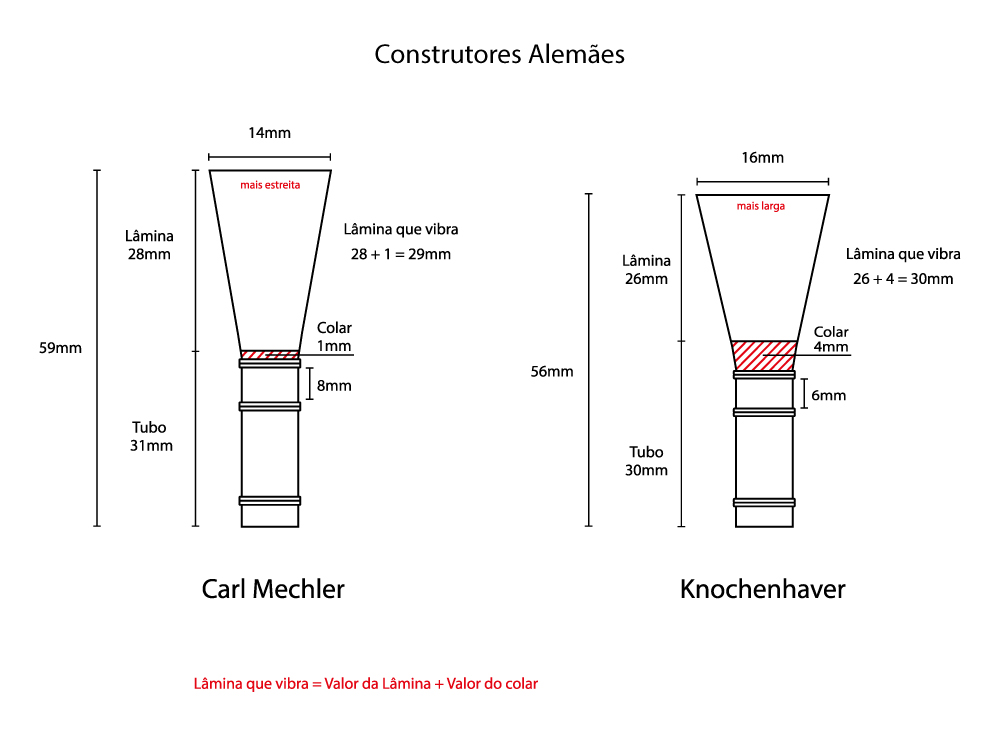 Construtores Alemães
14mm
mais estreita
Lâmina
28mm
Lâmina que vibra
28 + 1 = 29mm
59mm
Colar
1mm
8mm
Tubo
31mm
Carl Mechler
16mm
mais larga
Lâmina
26mm
Lâmina que vibra
26 + 4 = 30mm
56mm
Colar
4mm
6mm
Tubo
30mm
Knochenhaver
Lâmina que vibra = Valor da Lâmina + Valor do colar